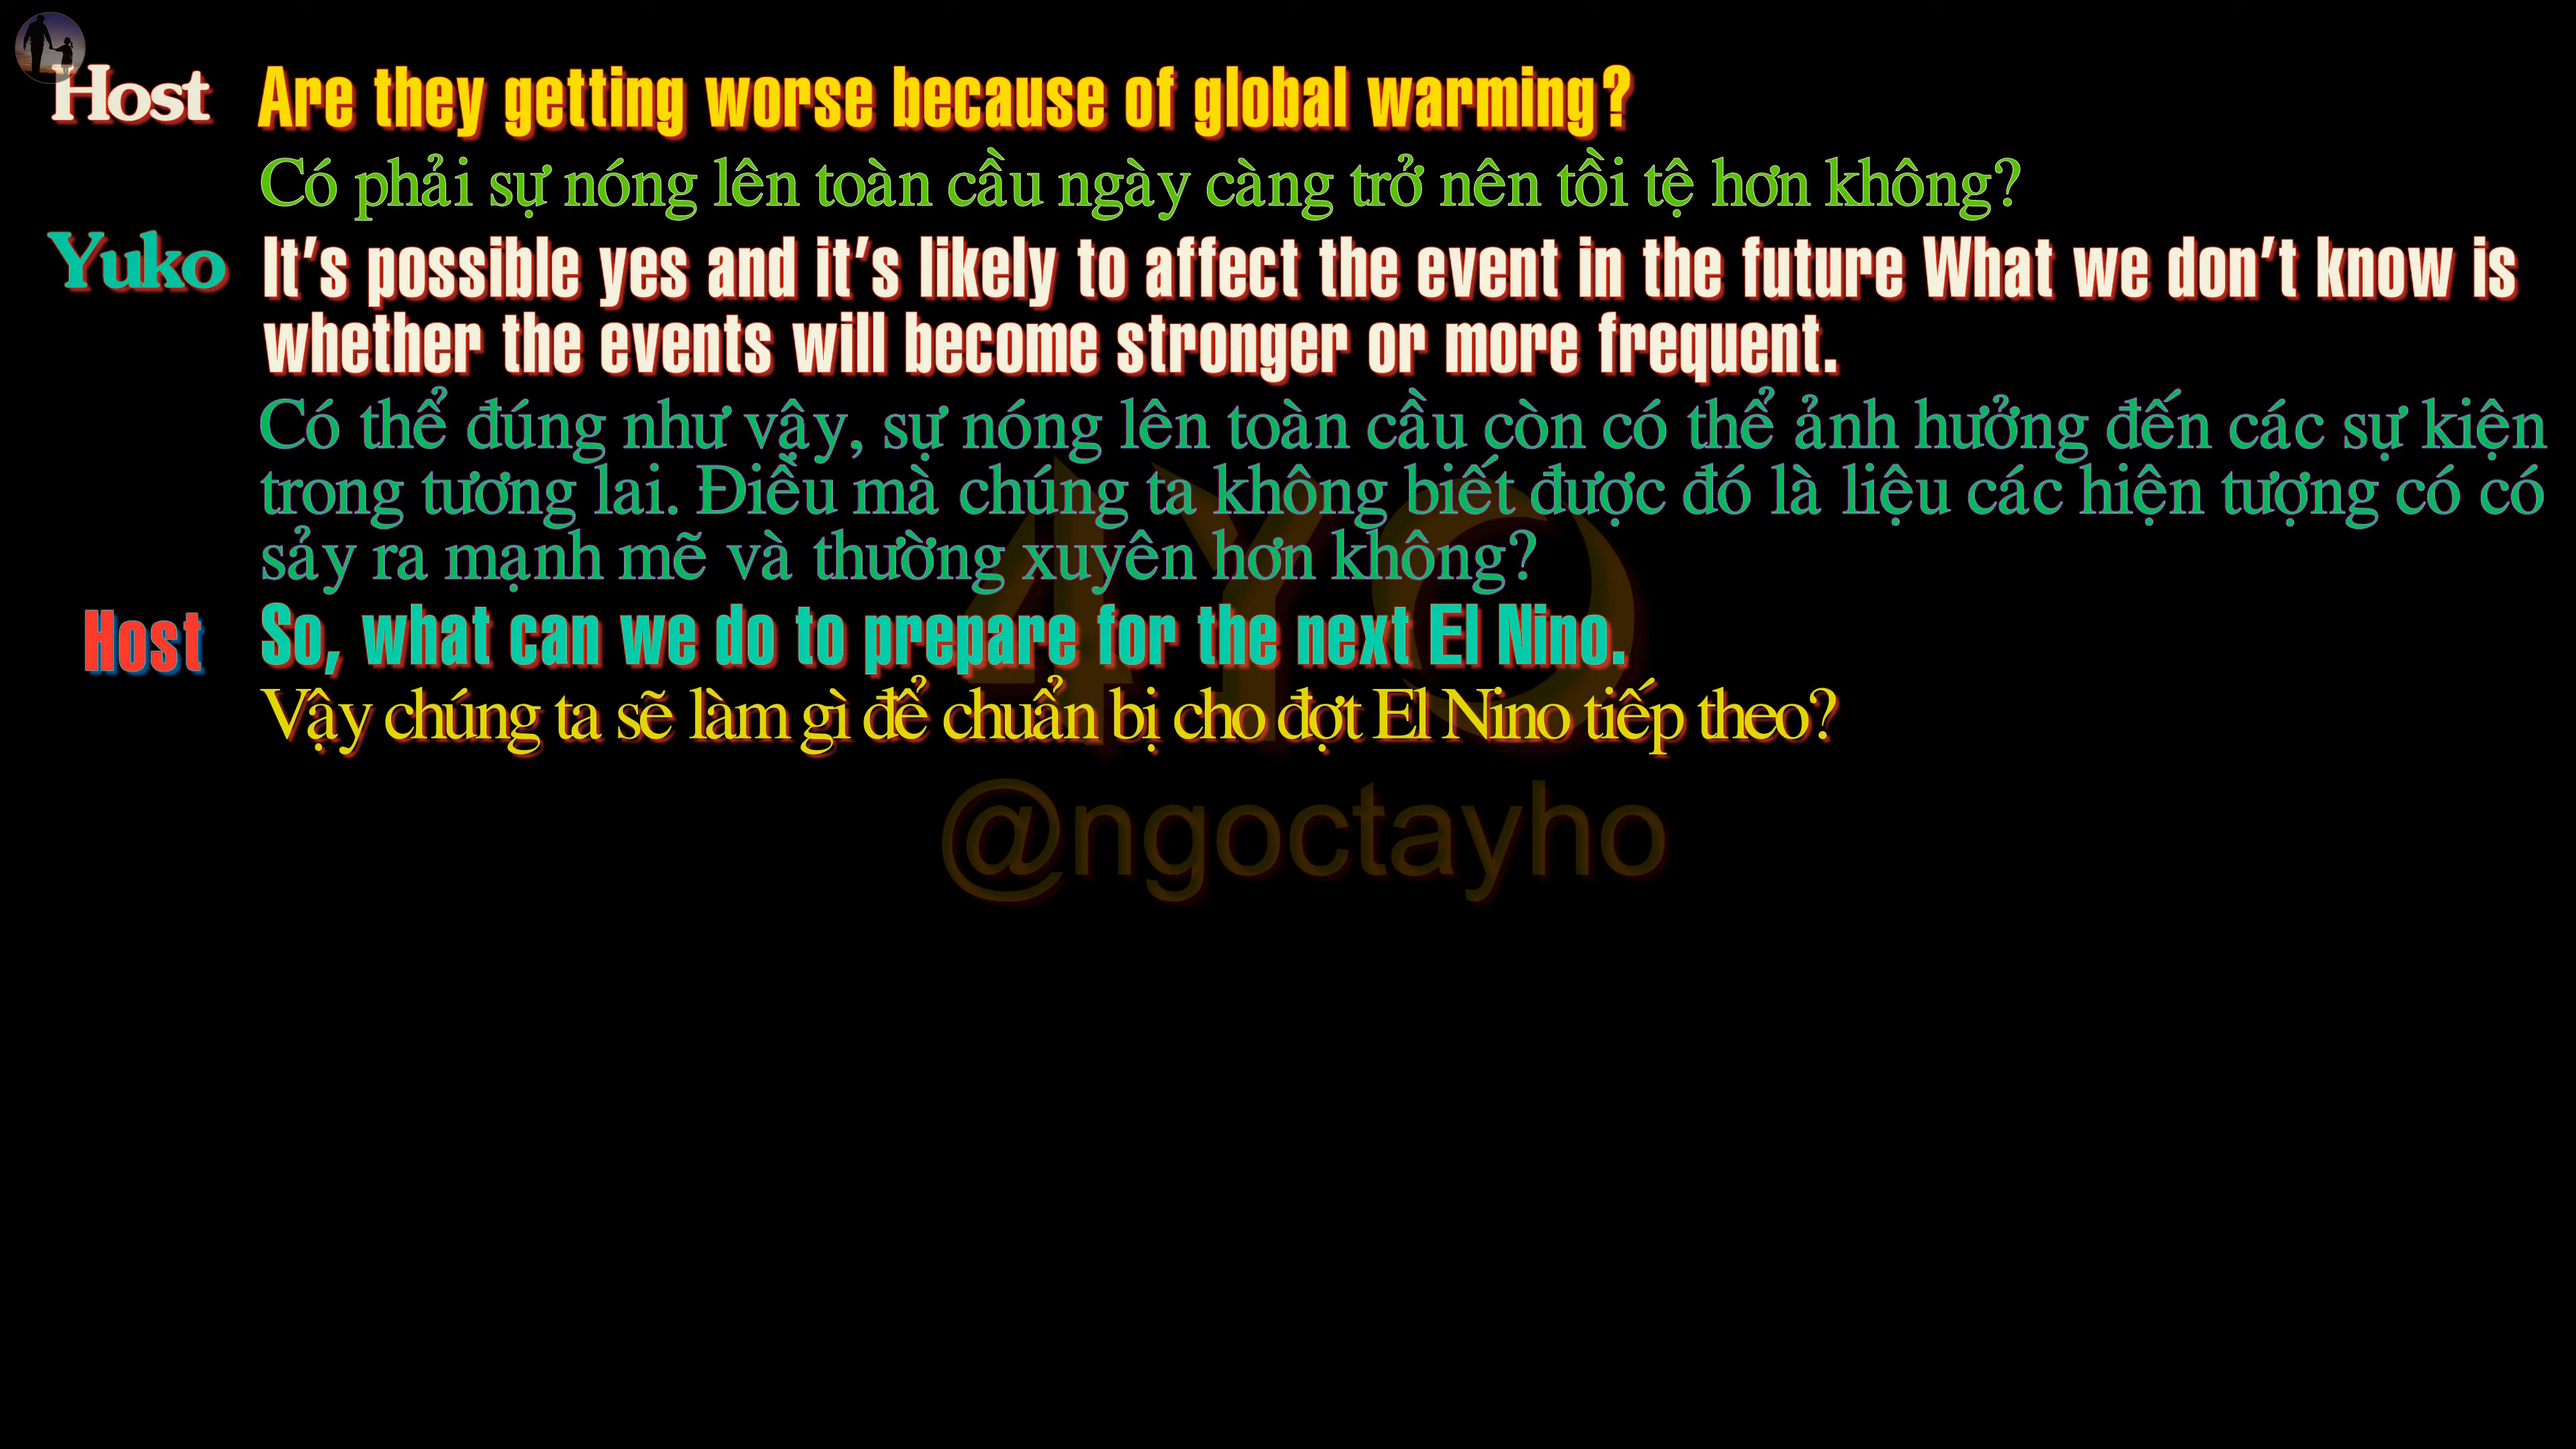 Host Are they getting worse because of global warming?
Có phải sự nóng lên toàn cầu ngày càng trở nên tồi tệ hơn không?
Yuko It's possible yes and it's likely to affect the event in the future What we don't know is
whether the events will become stronger or more frequent.
Có thể đúng như vậy, sự nóng lên toàn cầu còn có thể ảnh hưởng đến các sự kiện
trong tương lai. Điều mà chúng ta không biết được đó là liệu các hiện tượng có có
sảy ra mạnh mẽ và thường xuyên hơn không?
Host So, what can we do to prepare for the next El Nino.
Vậy chúng ta sẽ làm gì để chuẩn bị cho đợt El Nino tiếp theo?
4YO
@ngoctayho